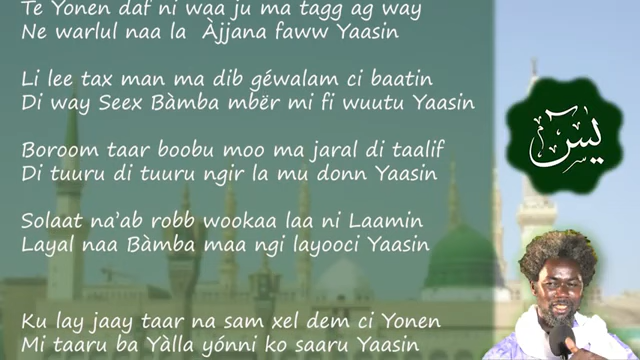 Te Yonen daf ni waa ju ma tagg ag way
Ne warlul naa la Àjjana faww Yaasin
Li lee tax man ma dib géwalam ci baatin
Di way Seex Bàmba mbër mi fi wuutu Yaasin
Boroom taar boobu moo ma jaral di taalif
Di tuuru di tuuru ngir la mu donn Yaasin
Solaat na'ab robb wookaa laa ni Laamin
Layal naa Bàmba maa ngi layooci Yaasin
Ku lay jaay taar na sam xel dem ci Yonen
Mi taaru ba Yàlla yónni ko saaru Yaasin
يس